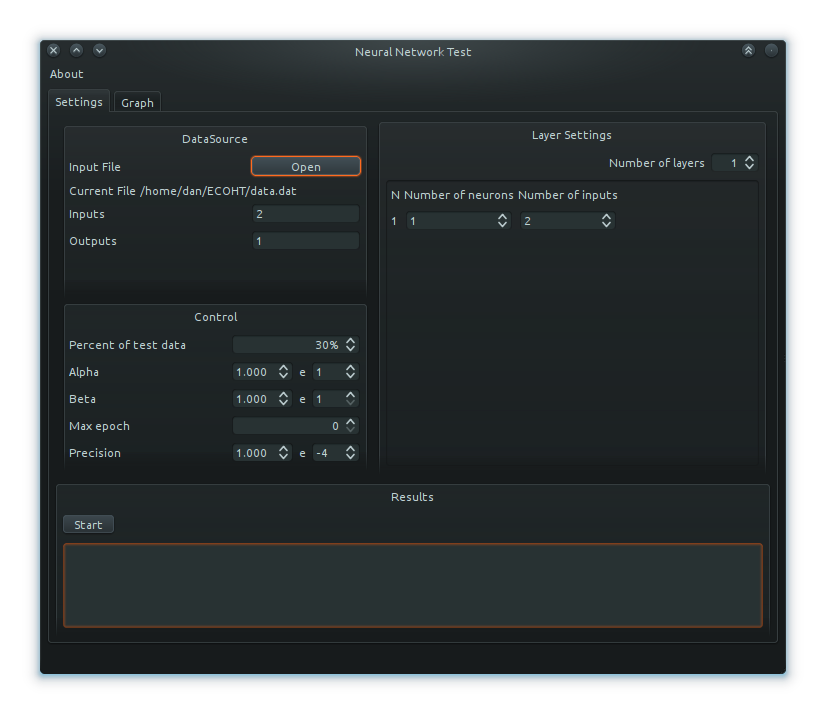 Neural Network Test
About
Settings Graph
DataSource
Input File Open
Current File /home/dan/ECOHT/data.dat
Inputs 2
Outputs 1
Control
Percent of test data 30%
Alpha 1.000 e 1
Beta 1.000 e 1
Max epoch 0
Precision 1.000 e -4
Layer Settings
Number of layers 1
N Number of neurons Number of inputs
1 1 2
Results
Start